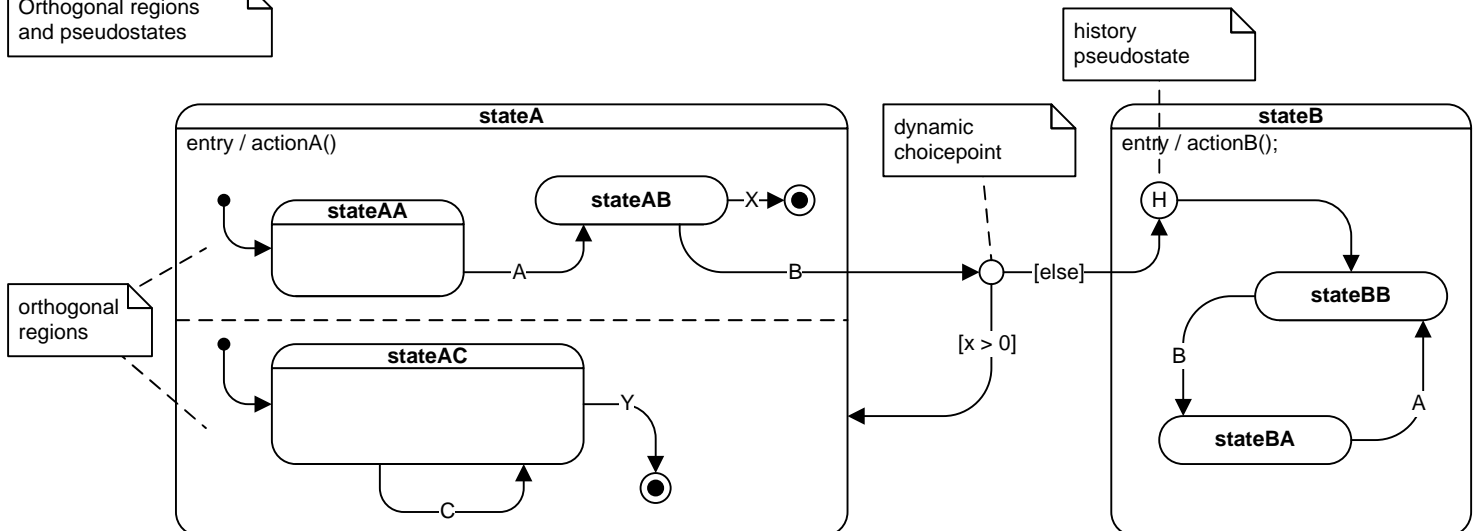 Orthogonal regions
and pseudostates
history
pseudostate
stateA
entry / actionA()
dynamic
choicepoint
stateB
entry / actionB();
stateAA
stateAB
X
H
A
B
[else]
orthogonal
regions
stateBB
[x > 0]
stateAC
B
Y
A
stateBA
C